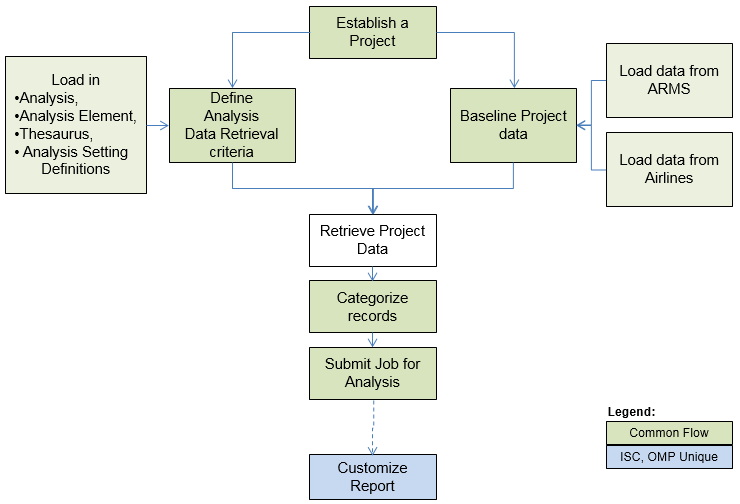 Establish a
Project
Load in
•Analysis,
•Analysis Element,
•Thesaurus,
• Analysis Setting
Definitions
Define
Analysis
Data Retrieval
criteria
Baseline Project
data
Load data from
ARMS
Load data from
Airlines
Retrieve Project
Data
Categorize
records
Submit Job for
Analysis
Customize
Report
Legend:
Common Flow
ISC, OMP Unique